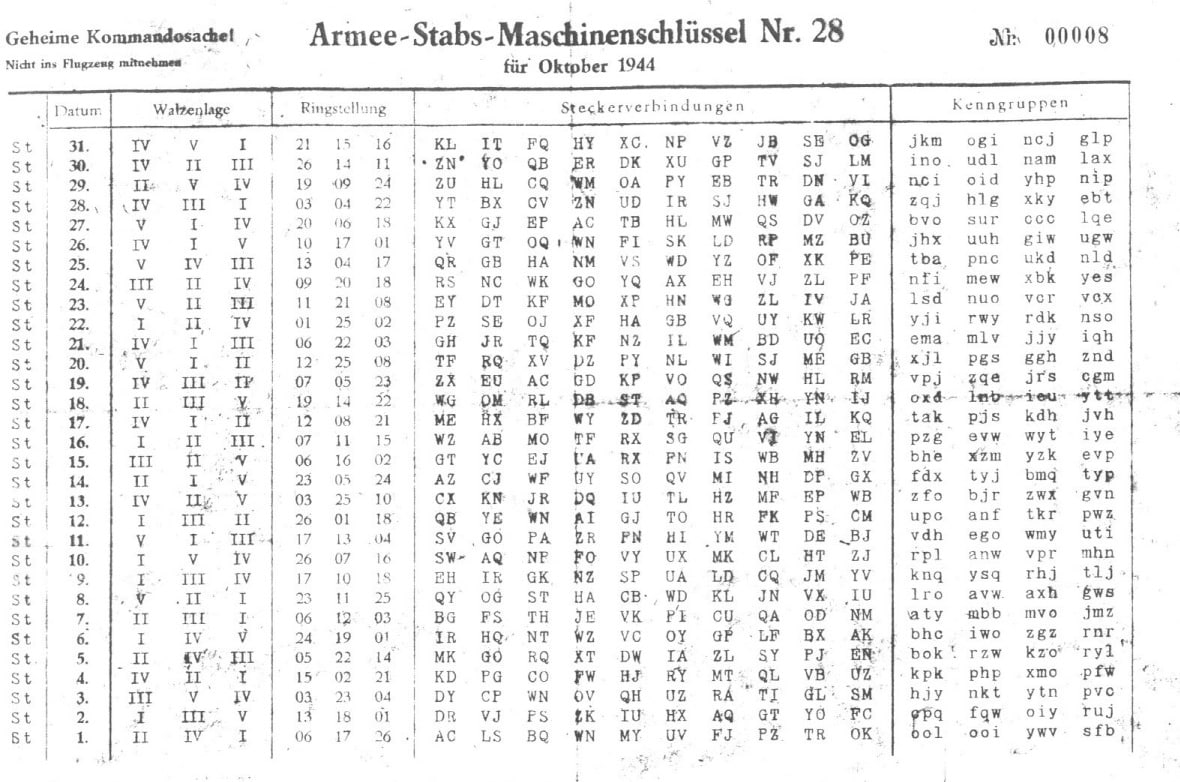 Geheime Kommandosache!
Armee-Stabs-Maschinenschlüssel Nr. 28
Nr. 00008
Nicht ins Flugzeug mitnehmen
für Oktober 1944
Datum Walzenlage Ringstellung Steckerverbindungen Kenngruppen
St 31. IV V I 21 15 16 KL IT FQ HY XC NP VZ JB SE OG jkm ogi ncj glp
St 30. IV II III 26 14 11 ZN YO QB ER DK XU GP TV SJ LM ino udl nam lax
St 29. II V IV 19 09 24 ZU HL CQ WM OA PY EB TR DN VI nci oid yhp nip
St 28. IV III I 03 04 22 YT BX CV ZN UD IR SJ HW GA KQ zqj hlg xky ebt
St 27. V I IV 20 06 18 KX GJ EP AC TB HL MW QS DV OZ bvo sur ccc lqe
St 26. IV I V 10 17 01 YV GT OQ WN FI SK LD RP MZ BU jhx uuh giw ugw
St 25. V IV III 13 04 17 QR GB HA NM VS WD YZ OF XK PE tba pnc ukd nld
St 24. III II IV 09 20 18 RS NC WK GO YQ AX EH VJ ZL PF nfi mew xbk yes
St 23. V II III 11 21 08 EY DT KF MO XP HN WG ZL IV JA lsd nuo vcr vcx
St 22. I II IV 01 25 02 PZ SE OJ XF HA GB VQ UY KW LR yji rwy rdk nso
St 21. IV I III 06 22 03 GH JR TQ KF NZ IL WM BD UO EC ema mlv jjy iqh
St 20. V I II 12 25 08 TF RQ XV DZ PY NL WI SJ ME GB xjl pgs ggh znd
St 19. IV III II 07 05 23 ZX EU AC GD KP VO QS NW HL RM vpj zqe jrs cgm
St 18. II III V 19 14 22 WG OM RL DB ST AQ PZ XH YN IJ oxd lnb ieu ytt
St 17. IV I II 12 08 21 ME HX BF WY ZD TR FJ AG IL KQ tak pjs kdh jvh
St 16. I II III 07 11 15 WZ AB MO TF RX SG QU VI YN EL pzg evw wyt iye
St 15. III II V 06 16 02 GT YC EJ UA RX PN IS WB MH ZV bhe xzm yzk evp
St 14. II I V 23 05 24 AZ CJ WF UY SO QV MI NH DP GX fdx tyj bmq typ
St 13. IV II V 03 25 10 CX KN JR DQ IU TL HZ MF EP WB zfo bjr zwx gvn
St 12. I III II 26 01 18 QB YE WN AI GJ TO HR FK PS CM upc anf tkr pwz
St 11. V I III 17 13 04 SV GO PA ZR FN HI YM WT DE BJ vdh ego wmy uti
St 10. I V IV 26 07 16 SW AQ NF FO VY UX MK CL HT ZJ rpl anw vpr mhn
St 9. I III IV 17 10 18 EH IR GK NZ SP UA LD CQ JM YV knq ysq rhj tlj
St 8. V II I 23 11 25 QY OG ST HA CB WD KL JN VX IU lro avw axh gws
St 7. II III I 06 12 03 BG FS TH JE VK PI CU QA OD NM aty mbb mvo jmz
St 6. I IV V 24 19 01 IR HQ NT WZ VC OY GP LF BX AK bhc iwo zgz rnr
St 5. II IV III 05 22 14 MK GO RQ XT DW IA ZL SY PJ EN bok rzw kzo ryl
St 4. IV II I 15 02 21 KD PG CO FW HJ RY MT QL VB UZ kpk php xmo pfw
St 3. III V IV 03 23 04 DY CP WN OV QH UZ RA TI GL SM hjy nkt ytn pvc
St 2. I III V 13 18 01 DR VJ PS ZK IU HX AQ GT YO FC opq fqw oiy ruj
St 1. II IV I 06 17 26 AC LS BQ WN MY UV FJ PZ TR OK ool ooi ywv sfb